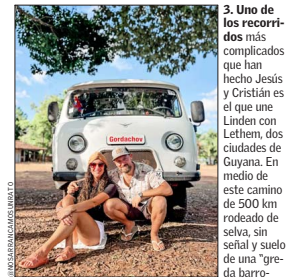 3. Uno de
los recorri-
dos más
complicados
que han
hecho Jesús
y Cristián es
el que une
Linden con
Lethem, dos
ciudades de
Guyana. En
medio de
este camino
de 500 km
rodeado de
selva, sin
señal y suelo
de una "gre-
da barro-
Gordachov
@NOSARRANCAMOSUNRATO